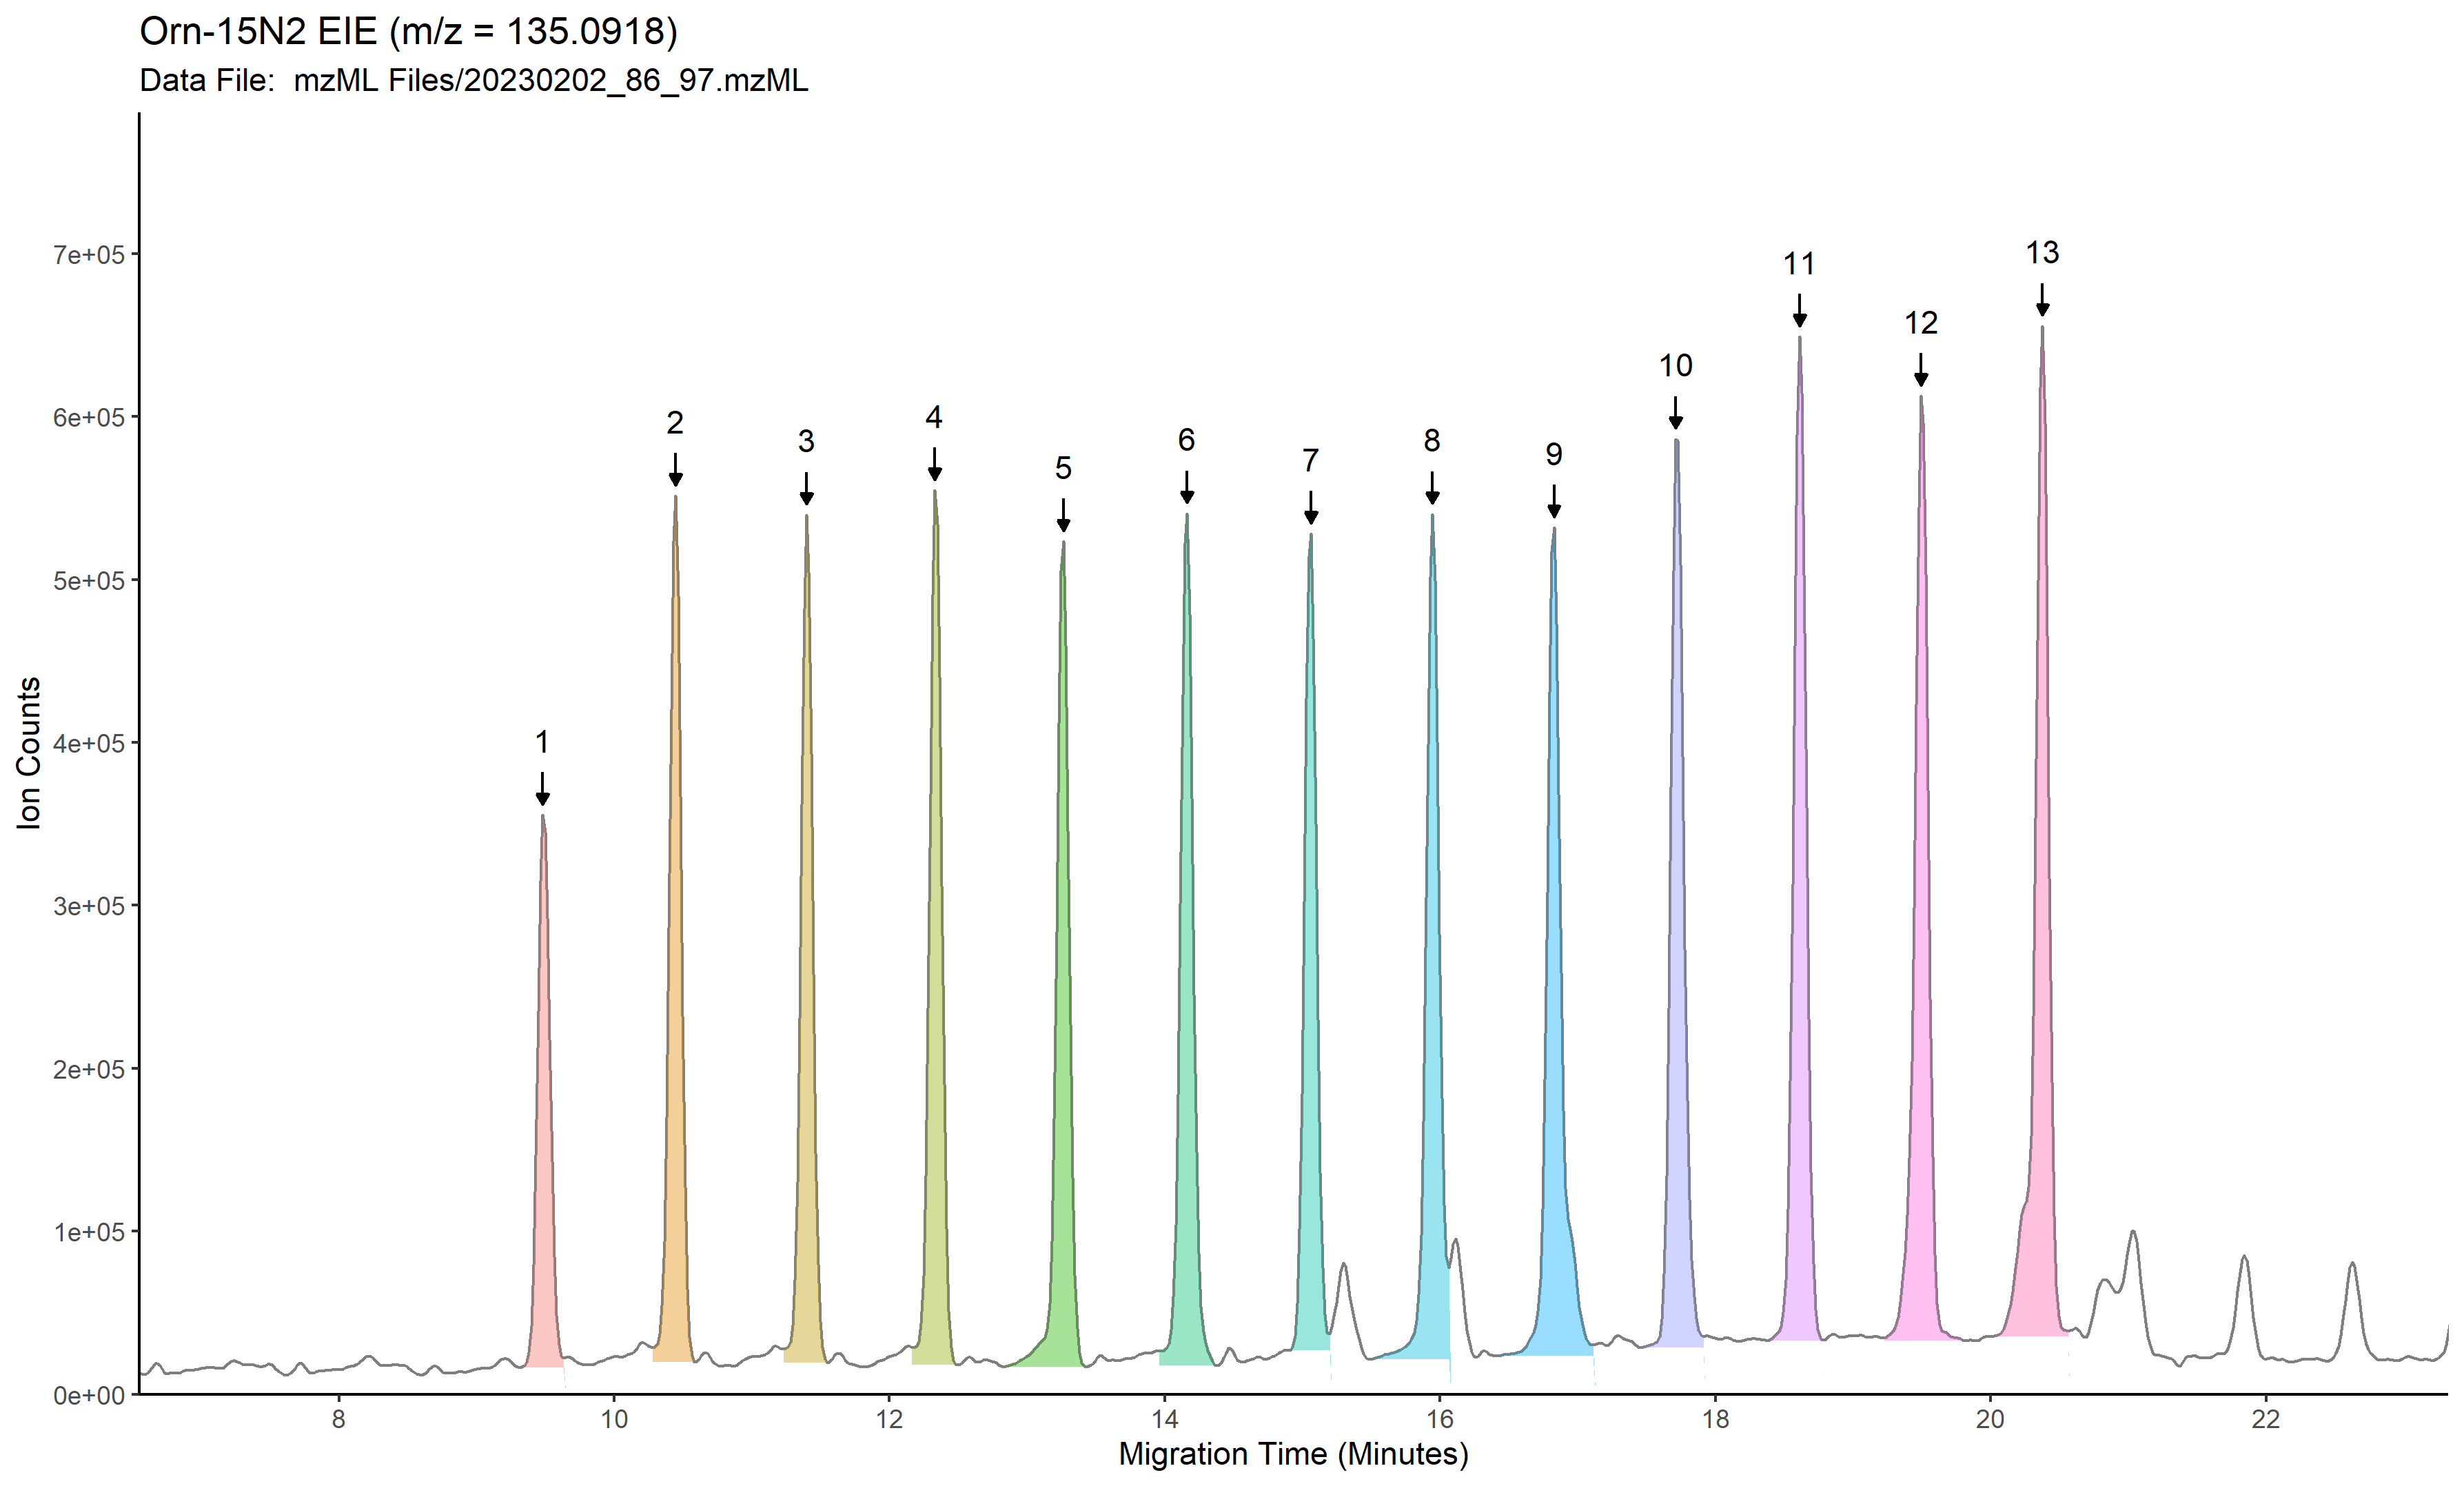 Orn-15N2 EIE (m/z = 135.0918)
Data File:  mzML Files/20230202_86_97.mzML
Ion Counts
7e+05
6e+05
5e+05
4e+05
3e+05
2e+05
1e+05
0e+00
1
2
3
4
5
6
7
8
9
10
11
12
13
8
10
12
14
16
18
20
22
Migration Time (Minutes)